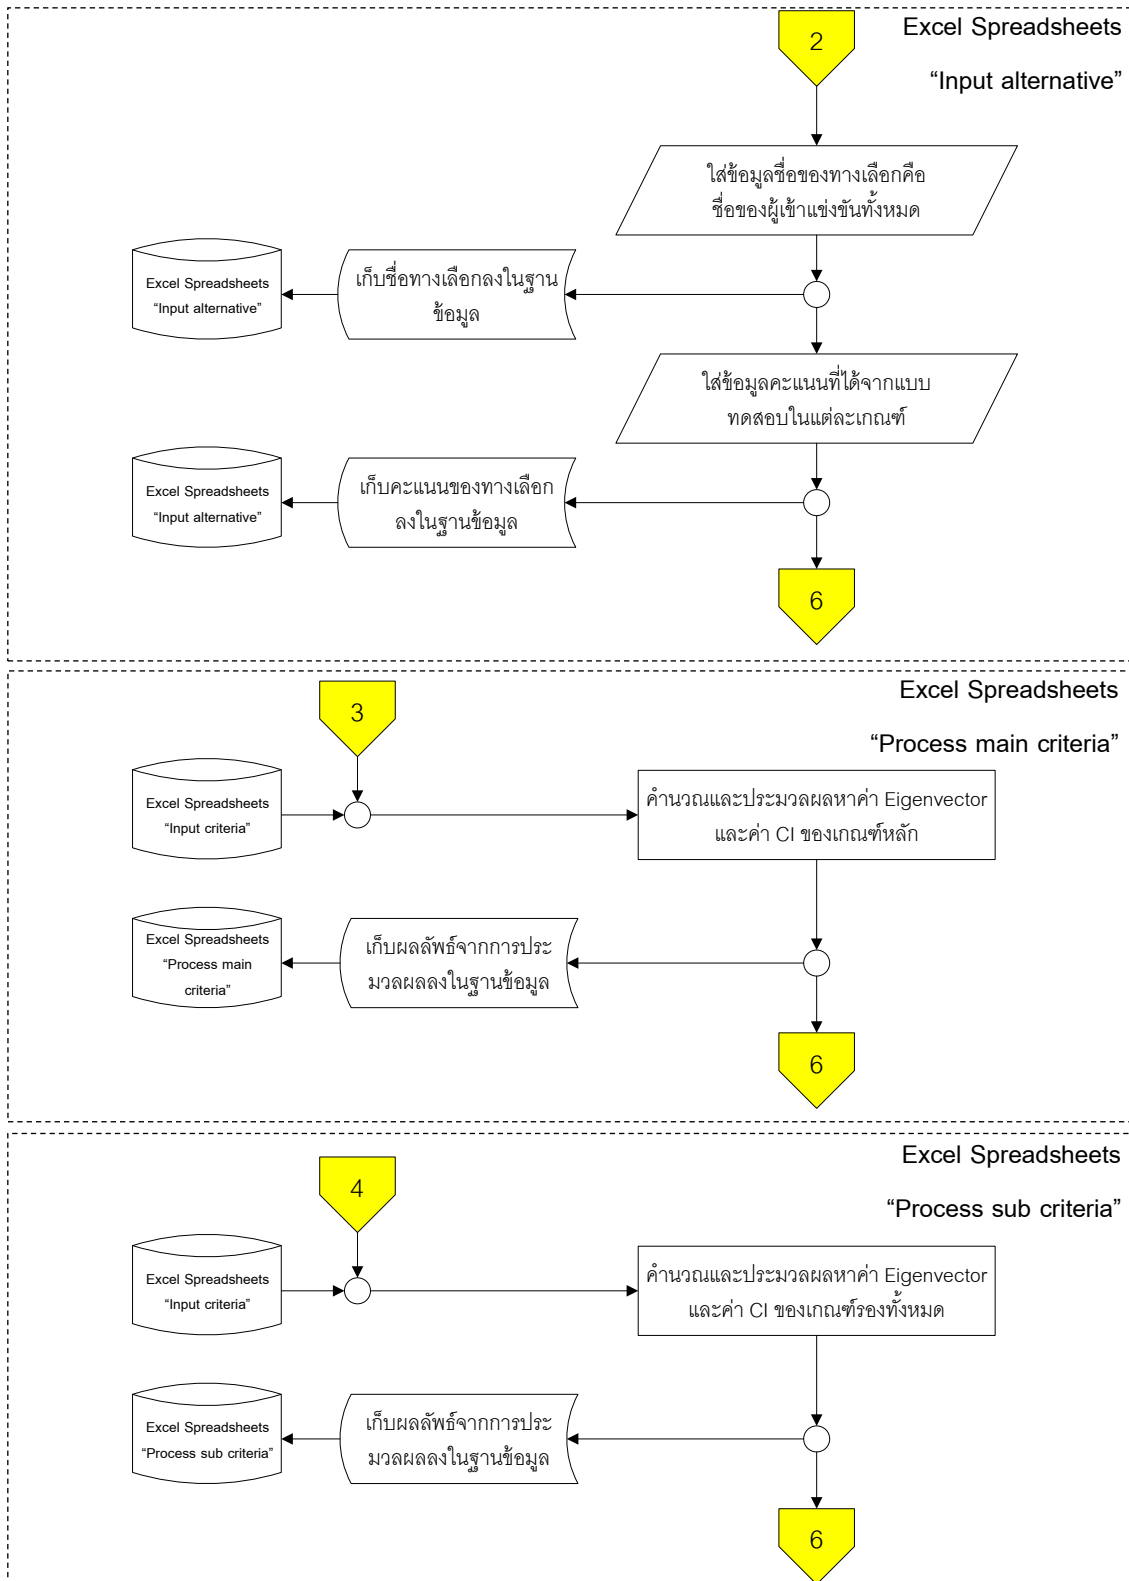 2
Excel Spreadsheets
“Input alternative”
ใส่ข้อมูลชื่อของทางเลือกคือ
ชื่อของผู้เข้าแข่งขันทั้งหมด
Excel Spreadsheets
“Input alternative”
เก็บชื่อทางเลือกลงในฐาน
ข้อมูล
ใส่ข้อมูลคะแนนที่ได้จากแบบ
ทดสอบในแต่ละเกณฑ์
Excel Spreadsheets
“Input alternative”
เก็บคะแนนของทางเลือก
ลงในฐานข้อมูล
6
3
Excel Spreadsheets
“Process main criteria”
Excel Spreadsheets
“Input criteria”
คำนวณและประมวลผลหาค่า Eigenvector
และค่า CI ของเกณฑ์หลัก
Excel Spreadsheets
“Process main
criteria”
เก็บผลลัพธ์จากการประ
มวลผลลงในฐานข้อมูล
6
4
Excel Spreadsheets
“Process sub criteria”
Excel Spreadsheets
“Input criteria”
คำนวณและประมวลผลหาค่า Eigenvector
และค่า CI ของเกณฑ์รองทั้งหมด
Excel Spreadsheets
“Process sub criteria”
เก็บผลลัพธ์จากการประ
มวลผลลงในฐานข้อมูล
6